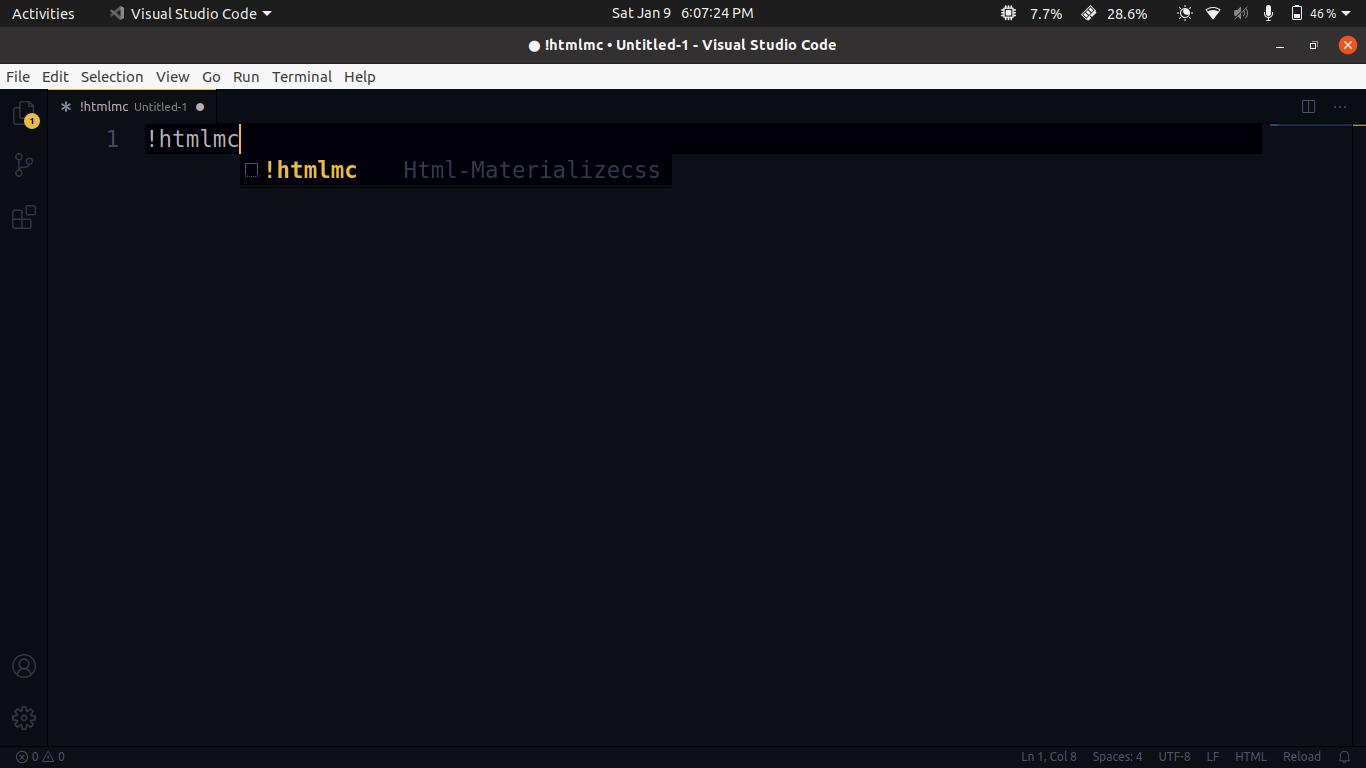 Activities Visual Studio Code Sat Jan 9 6:07:24 PM 7.7% 28.6% 46 %
● !htmlmc • Untitled-1 - Visual Studio Code
File Edit Selection View Go Run Terminal Help
!htmlmc Untitled-1
1
1 !htmlmc
!htmlmc Html-Materializecss
0 0 Ln 1, Col 8 Spaces: 4 UTF-8 LF HTML Reload